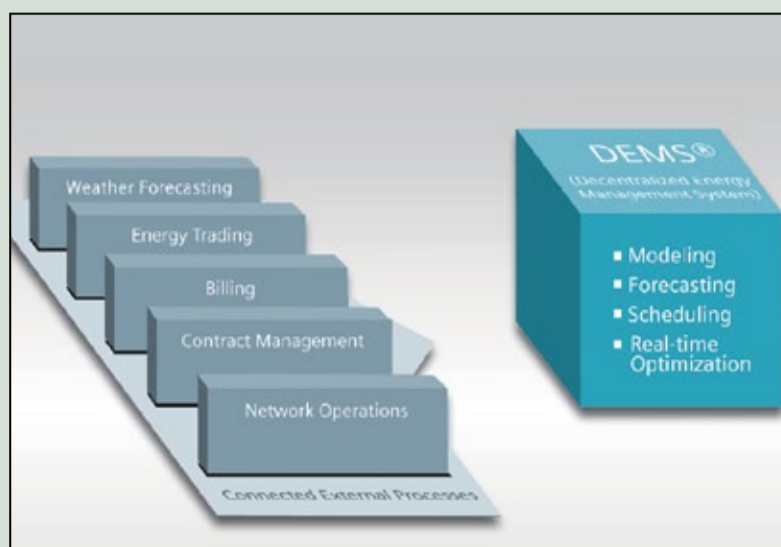 Weather Forecasting
Energy Trading
Billing
Contract Management
Network Operations
Connected External Processes
DEMS®
(Decentralized Energy
Management System)
▪ Modeling
▪ Forecasting
▪ Scheduling
▪ Real-time
Optimization